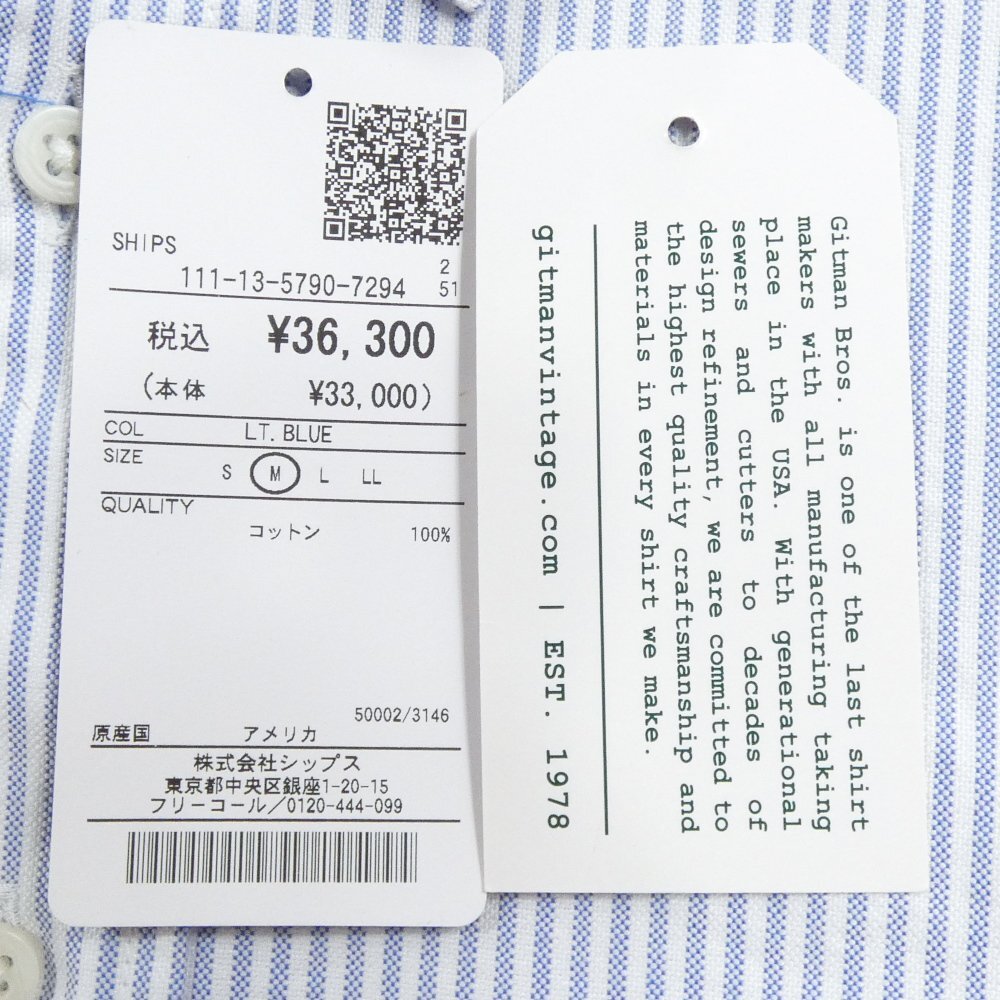 SHIPS
111-13-5790-7294
2
51
税込 ¥36,300
(本体 ¥33,000)
COL LT. BLUE
SIZE S M L LL
QUALITY
コットン 100%
50002/3146
原産国 アメリカ
株式会社シップス
東京都中央区銀座1-20-15
フリーコール/0120-444-099
Gitman Bros. is one of the last shirt
makers with all manufacturing taking
place in the USA. With generational
sewers and cutters to decades of
design refinement, we are committed to
the highest quality craftsmanship and
materials in every shirt we make.
gitmanvintage.com | EST. 1978